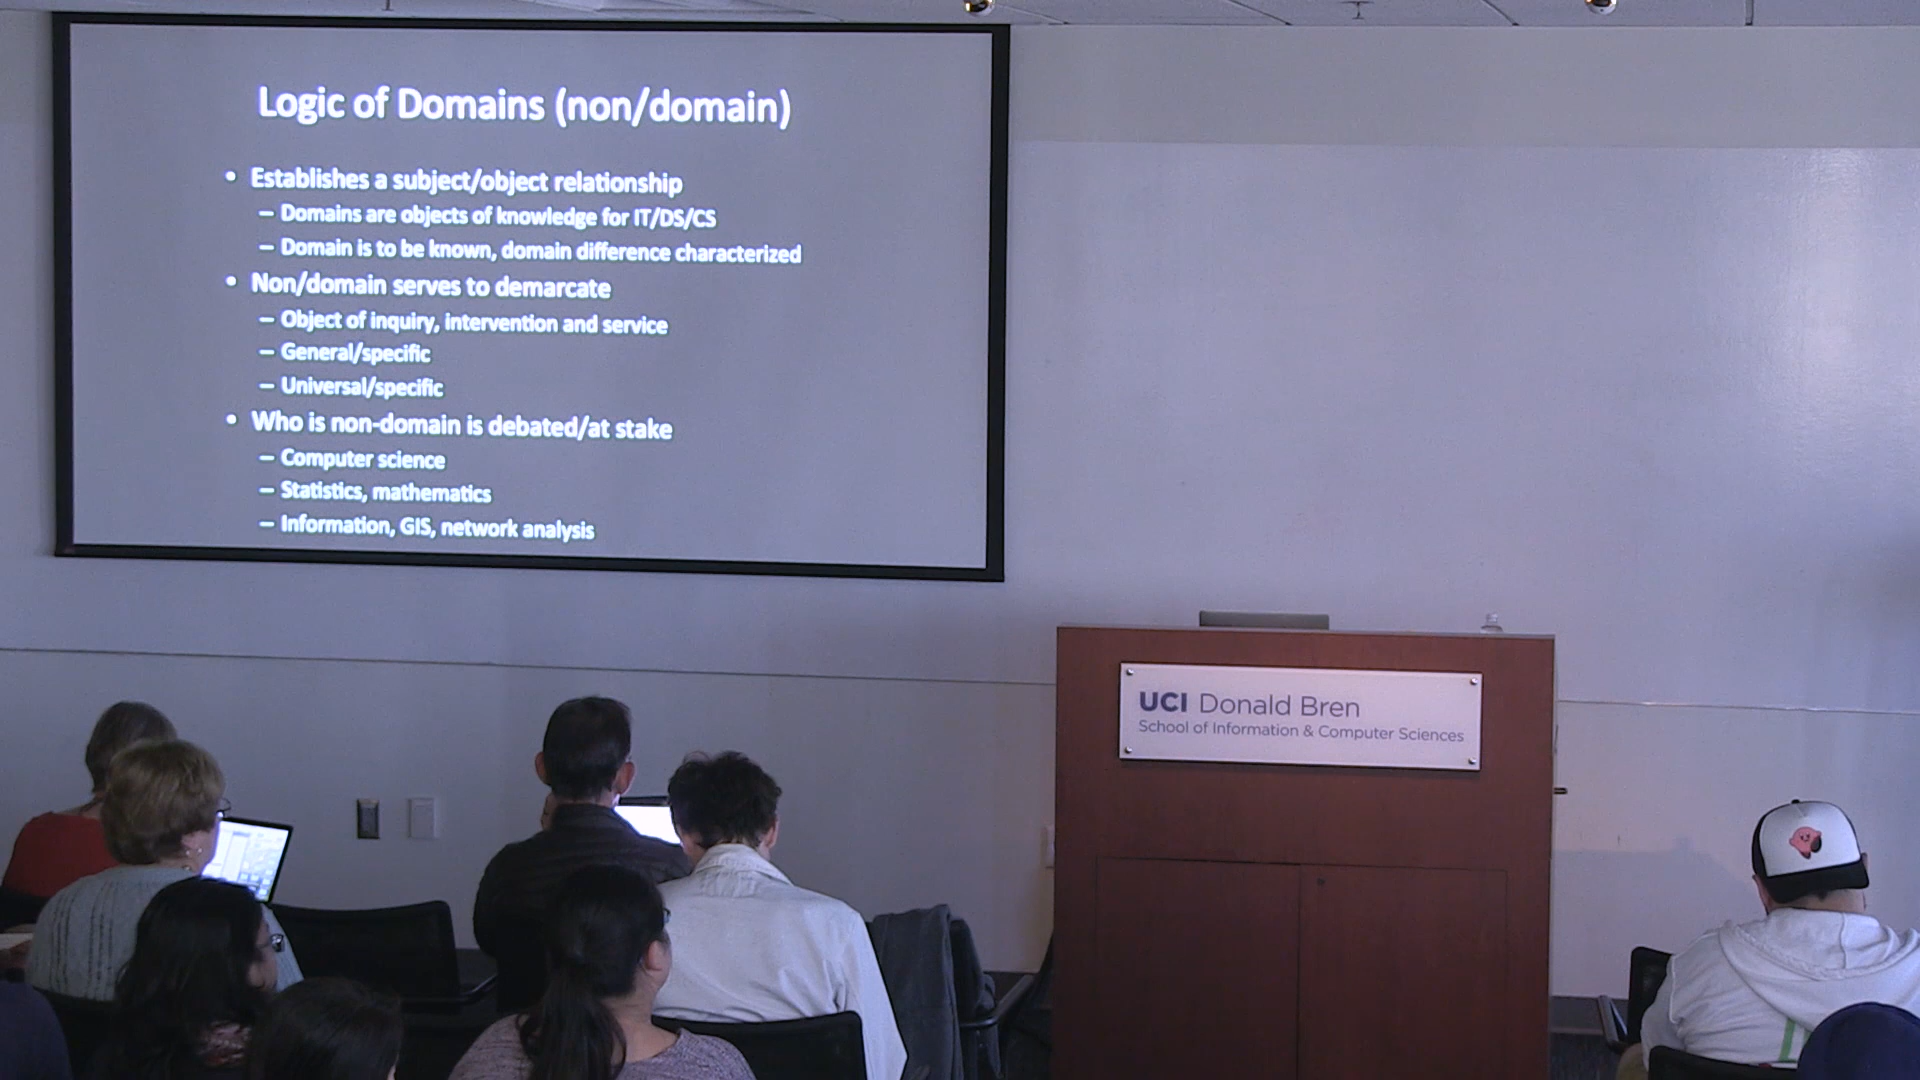 Logic of Domains (non/domain)
• Establishes a subject/object relationship
– Domains are objects of knowledge for IT/DS/CS
– Domain is to be known, domain difference characterized
• Non/domain serves to demarcate
– Object of inquiry, intervention and service
– General/specific
– Universal/specific
• Who is non-domain is debated/at stake
– Computer science
– Statistics, mathematics
– Information, GIS, network analysis
UCI Donald Bren
School of Information & Computer Sciences